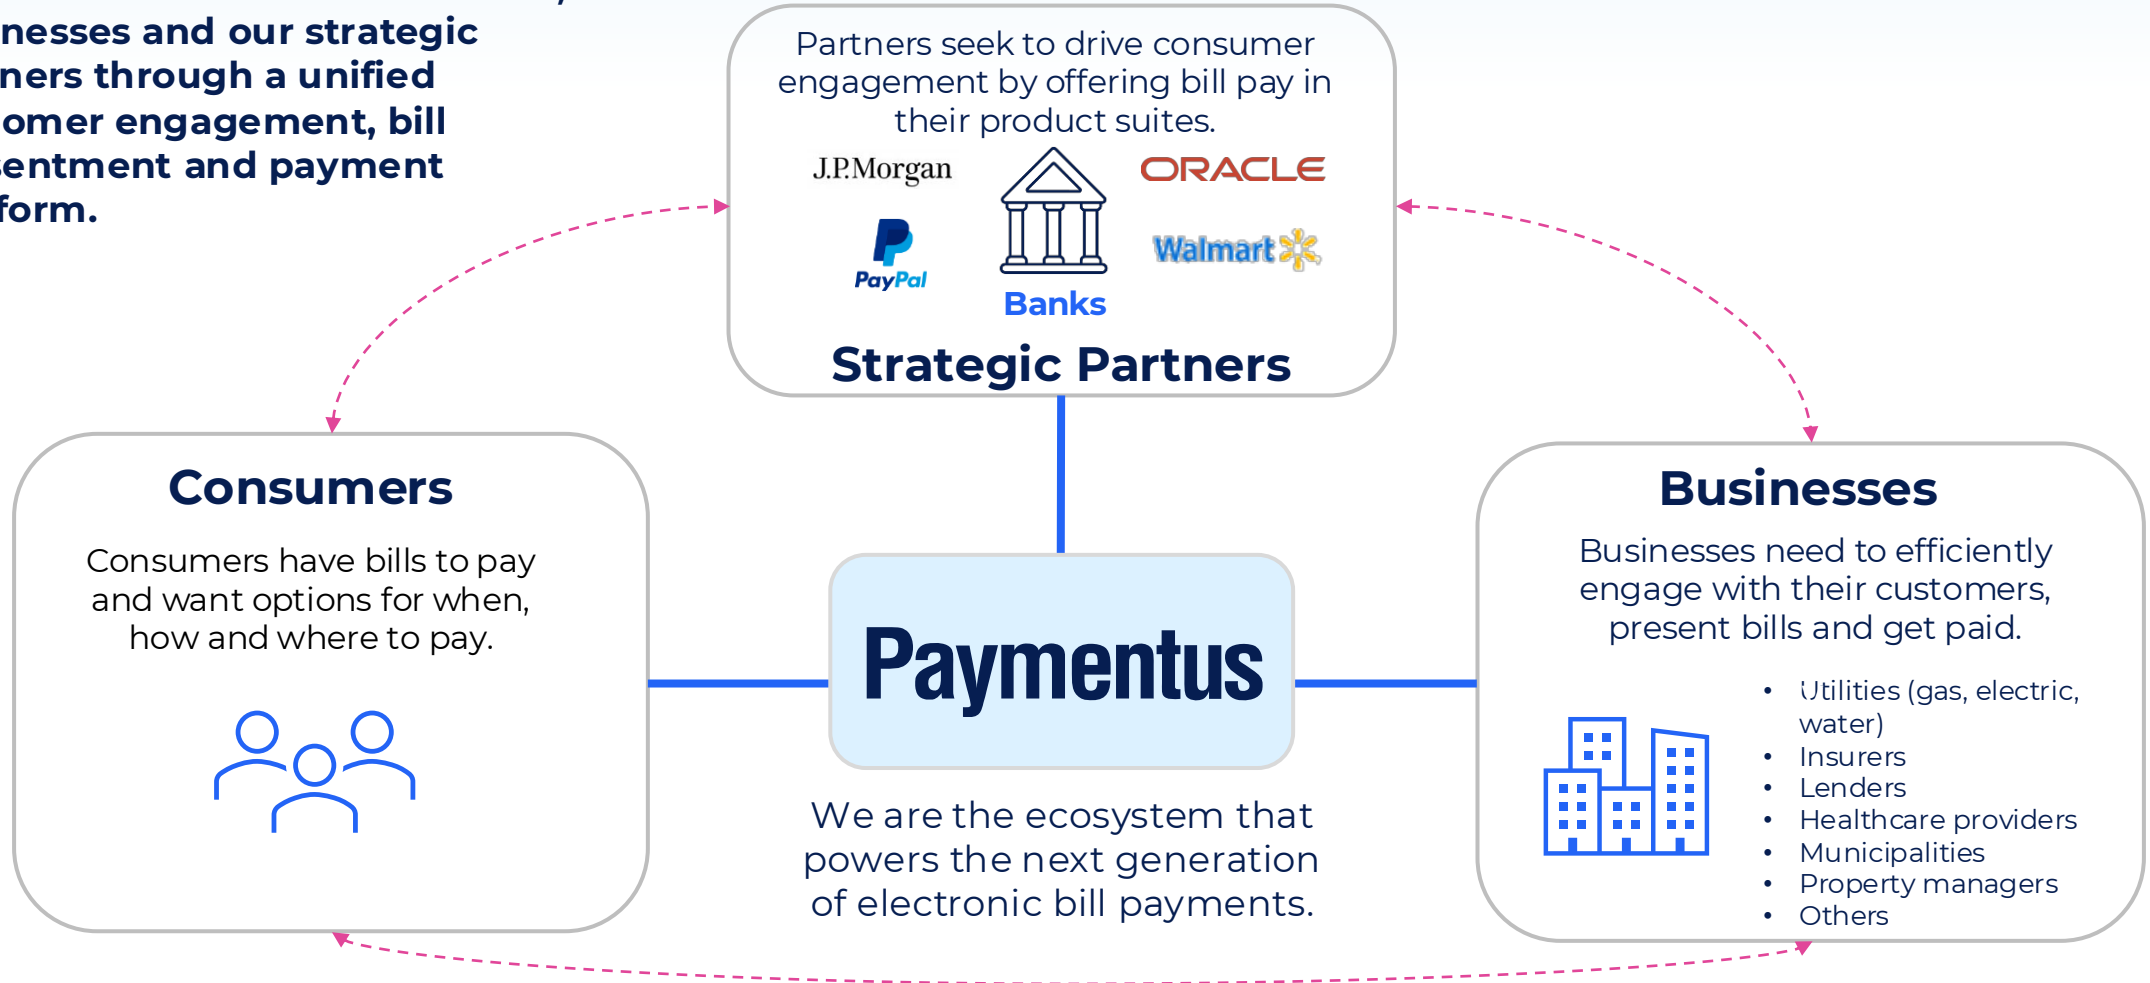 nesses and our strategic
ners through a unified
omer engagement, bill
sentment and payment
form.
Partners seek to drive consumer
engagement by offering bill pay in
their product suites.
J.P.Morgan
ORACLE
PayPal
Walmart
Banks
Strategic Partners
Consumers
Consumers have bills to pay
and want options for when,
how and where to pay.
Paymentus
We are the ecosystem that
powers the next generation
of electronic bill payments.
Businesses
Businesses need to efficiently
engage with their customers,
present bills and get paid.
• Utilities (gas, electric,
water)
• Insurers
• Lenders
• Healthcare providers
• Municipalities
• Property managers
• Others